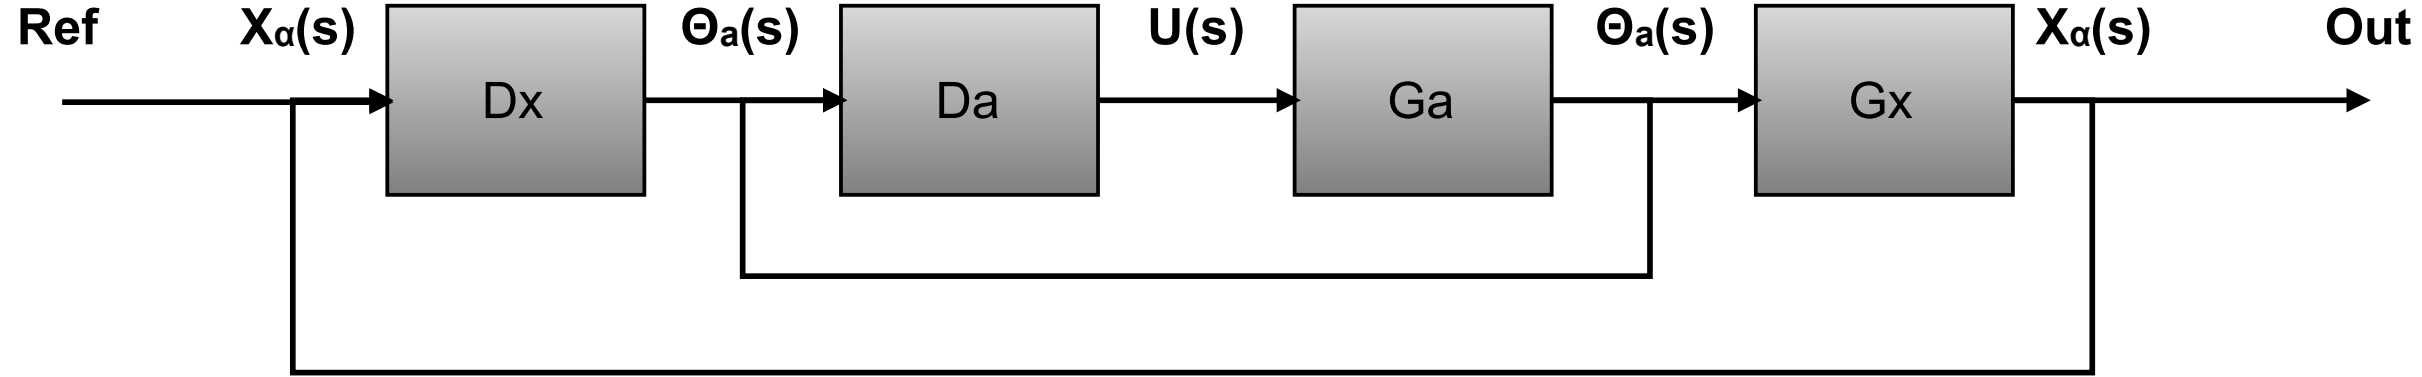 Ref Xα(s) Θa(s) U(s) Θa(s) Xα(s) Out
Dx Da Ga Gx